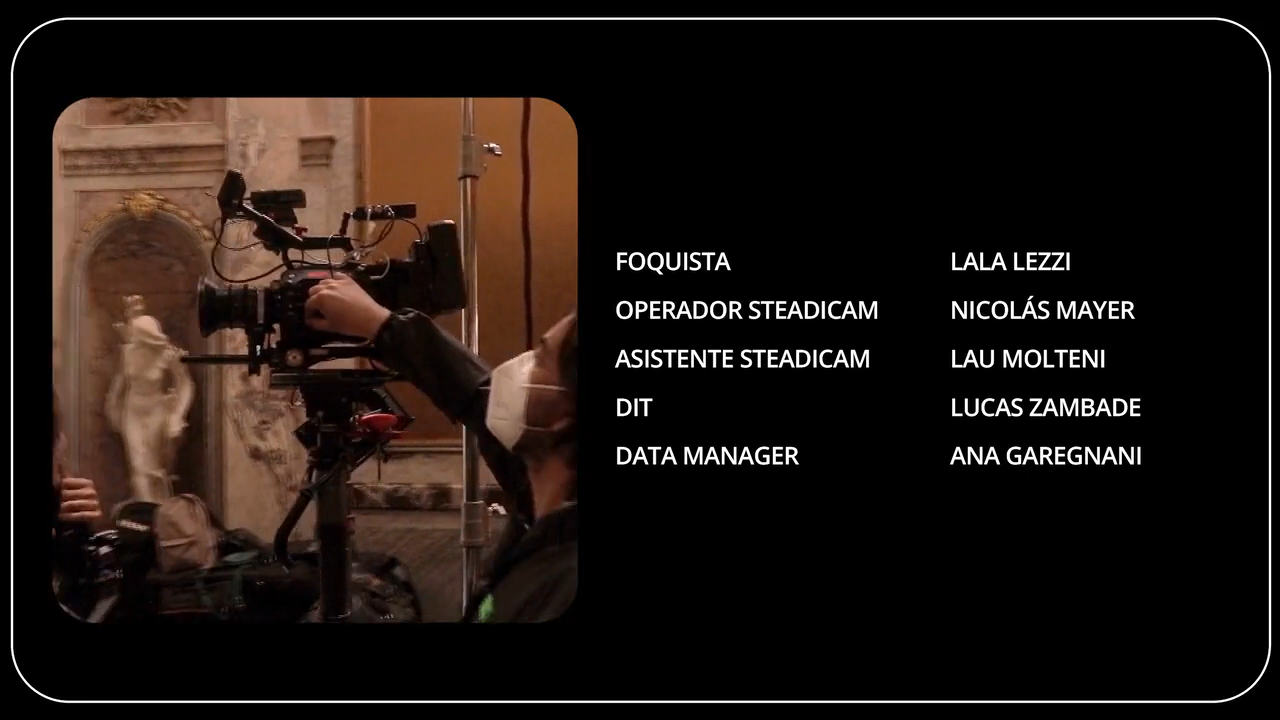 FOQUISTA LALA LEZZI
OPERADOR STEADICAM NICOLÁS MAYER
ASISTENTE STEADICAM LAU MOLTENI
DIT LUCAS ZAMBADE
DATA MANAGER ANA GAREGNANI